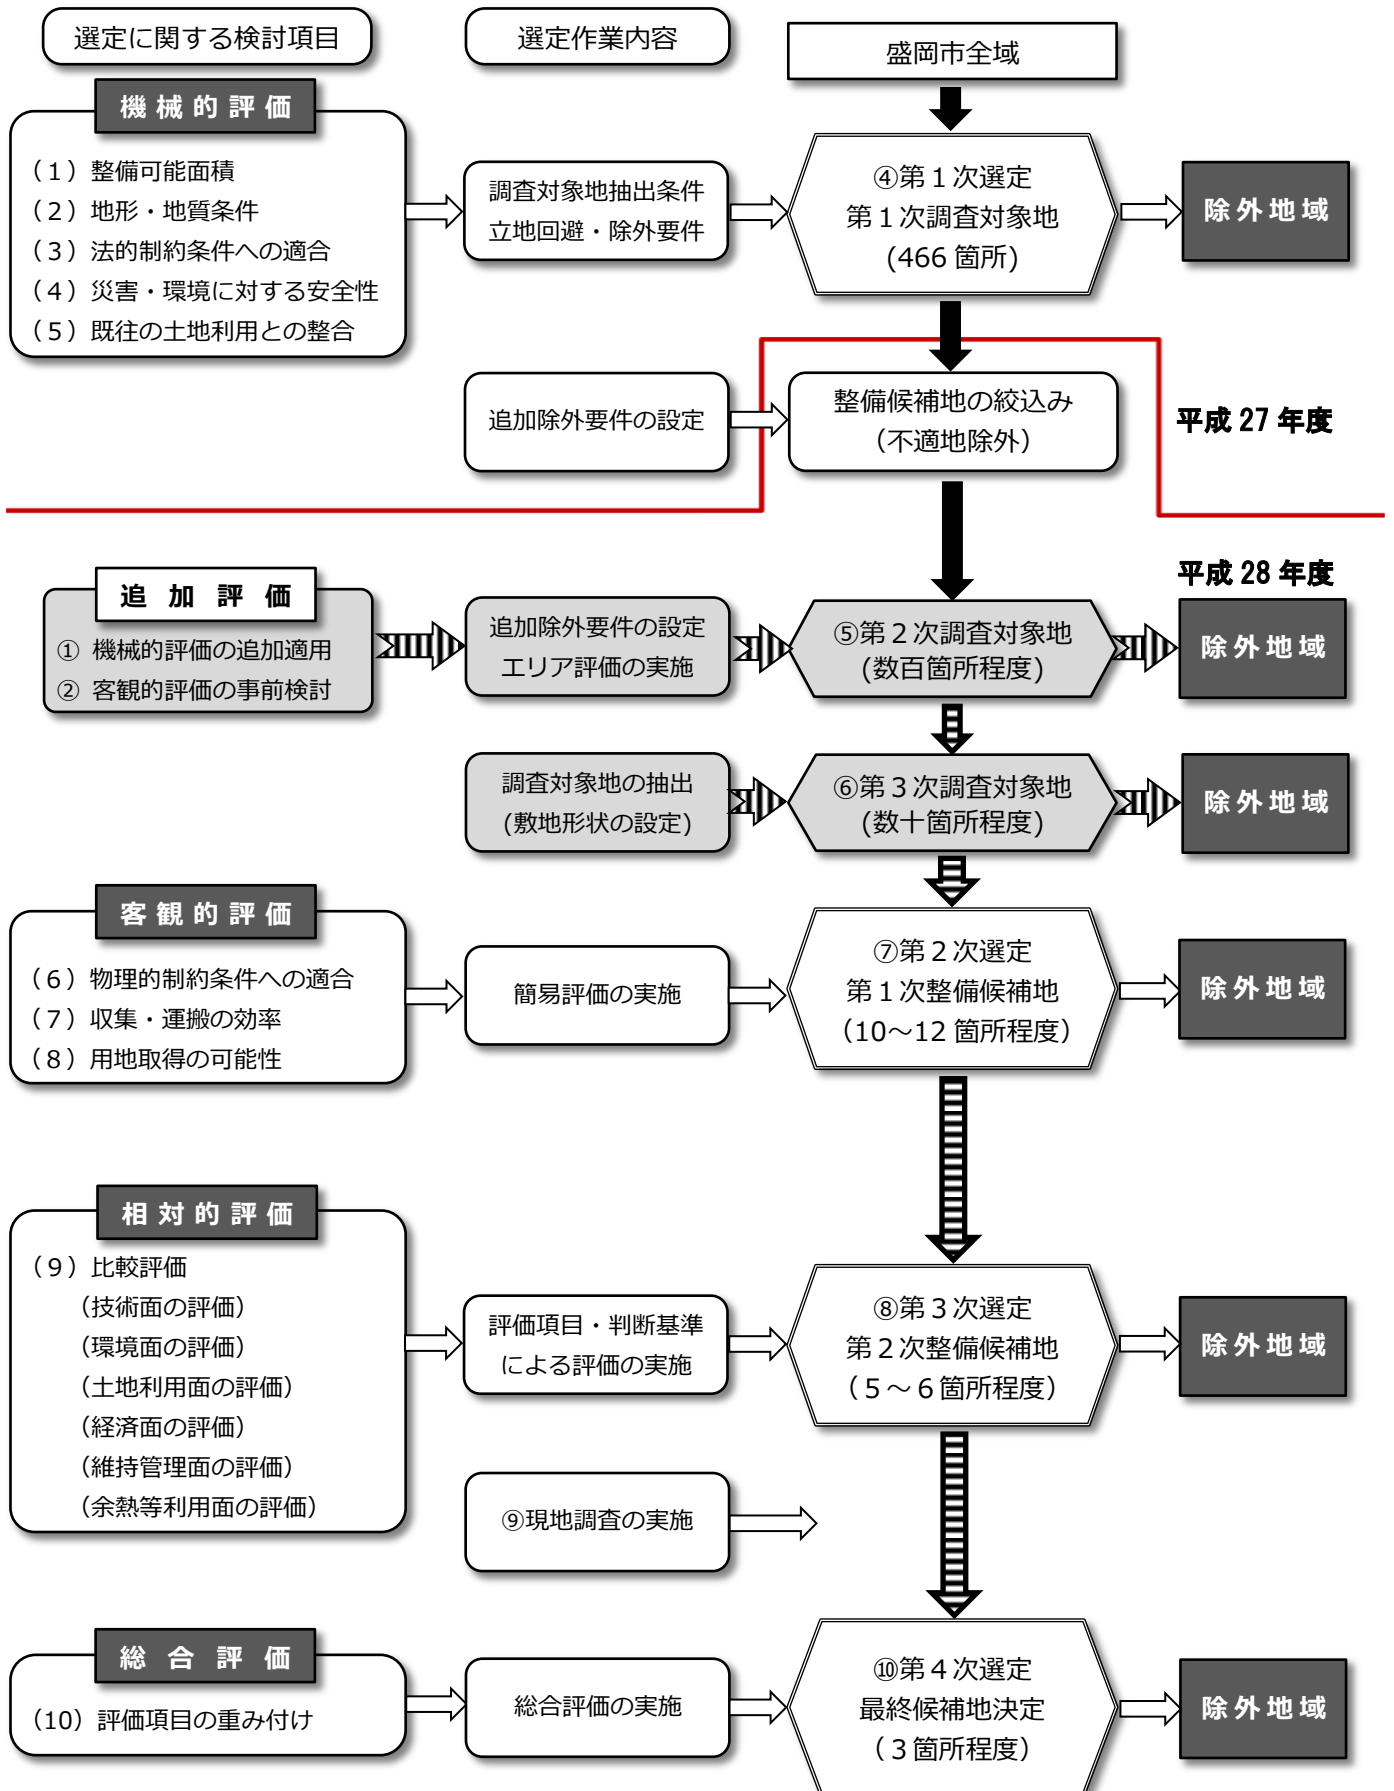 選定に関する検討項目
選定作業内容
盛岡市全域
機械的評価
（１）整備可能面積
（２）地形・地質条件
（３）法的制約条件への適合
（４）災害・環境に対する安全性
（５）既往の土地利用との整合
調査対象地抽出条件
立地回避・除外要件
④第１次選定
第１次調査対象地
(466 箇所)
除外地域
追加除外要件の設定
整備候補地の絞込み
（不適地除外）
平成 27 年度
平成 28 年度
追加評価
① 機械的評価の追加適用
② 客観的評価の事前検討
追加除外要件の設定
エリア評価の実施
⑤第２次調査対象地
(数百箇所程度)
除外地域
調査対象地の抽出
(敷地形状の設定)
⑥第３次調査対象地
(数十箇所程度)
除外地域
客観的評価
（６）物理的制約条件への適合
（７）収集・運搬の効率
（８）用地取得の可能性
簡易評価の実施
⑦第２次選定
第１次整備候補地
（10～12 箇所程度）
除外地域
相対的評価
（９）比較評価
（技術面の評価）
（環境面の評価）
（土地利用面の評価）
（経済面の評価）
（維持管理面の評価）
（余熱等利用面の評価）
評価項目・判断基準
による評価の実施
⑧第３次選定
第２次整備候補地
（５～６箇所程度）
除外地域
⑨現地調査の実施
総合評価
（10）評価項目の重み付け
総合評価の実施
⑩第４次選定
最終候補地決定
（３箇所程度）
除外地域